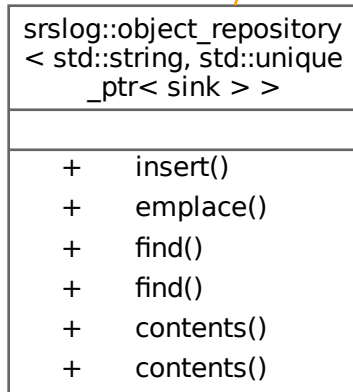 srslog::object_repository
< std::string, std::unique
_ptr< sink > >
+ insert()
+ emplace()
+ find()
+ find()
+ contents()
+ contents()